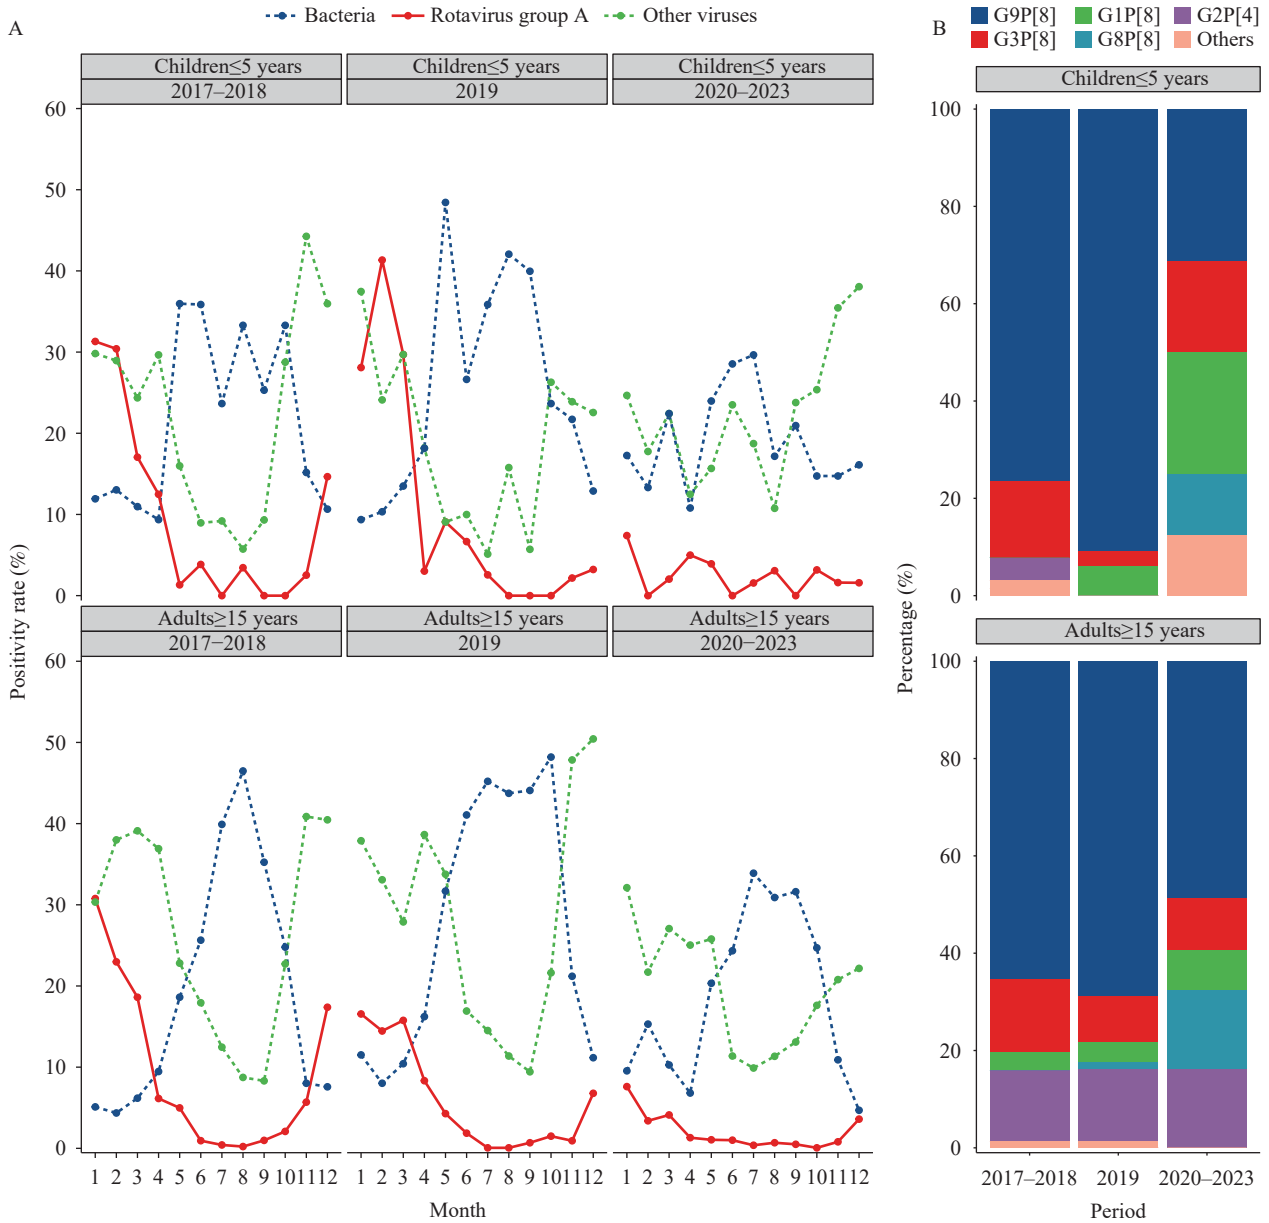 A
Bacteria Rotavirus group A Other viruses
Children≤5 years Children≤5 years Children≤5 years
2017–2018 2019 2020–2023
60
50
40
30
20
10
0
Adults≥15 years Adults≥15 years Adults≥15 years
2017–2018 2019 2020–2023
60
50
40
30
20
10
0
Positivity rate (%)
1 2 3 4 5 6 7 8 9 10 11 12 1 2 3 4 5 6 7 8 9 10 11 12 1 2 3 4 5 6 7 8 9 10 11 12
Month
B
G9P[8] G1P[8] G2P[4]
G3P[8] G8P[8] Others
Children≤5 years
100
80
60
40
20
0
Adults≥15 years
100
80
60
40
20
0
Percentage (%)
2017–2018 2019 2020–2023
Period